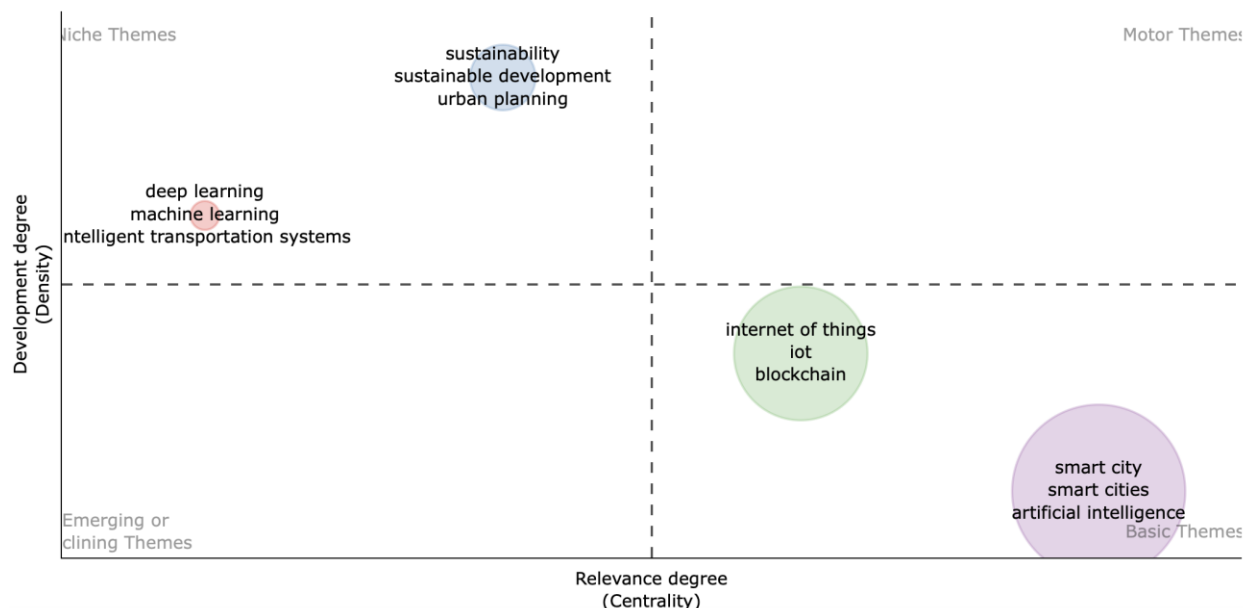 Niche Themes
Motor Themes
sustainability
sustainable development
urban planning
deep learning
machine learning
ntelligent transportation systems
Development degree
(Density)
internet of things
iot
blockchain
smart city
smart cities
artificial intelligence
Emerging or
clining Themes
Basic Themes
Relevance degree
(Centrality)